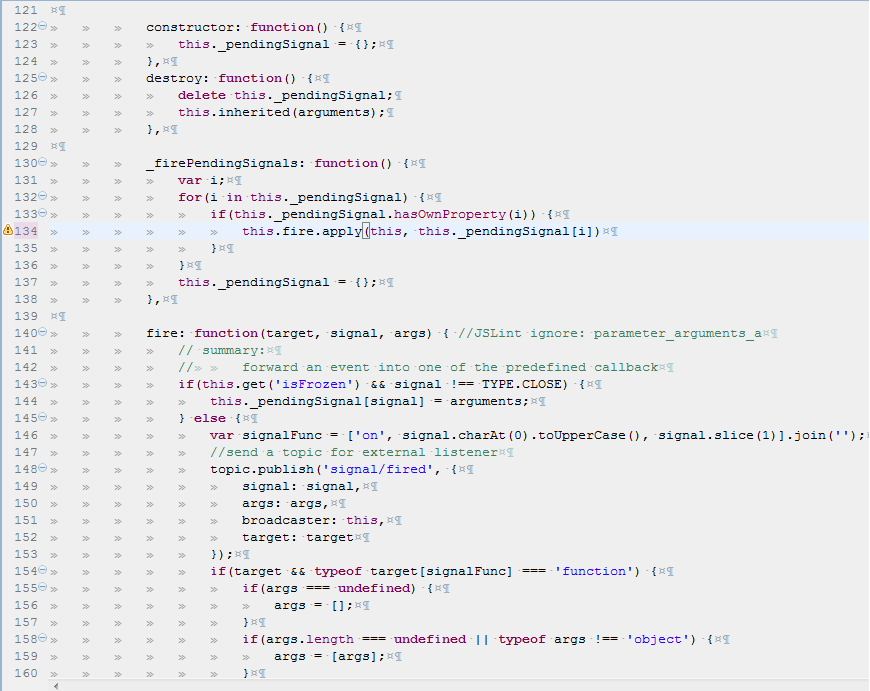 121
122 constructor: function() {
123 this._pendingSignal = {};
124 },
125 destroy: function() {
126 delete this._pendingSignal;
127 this.inherited(arguments);
128 },
129
130 _firePendingSignals: function() {
131 var i;
132 for(i in this._pendingSignal) {
133 if(this._pendingSignal.hasOwnProperty(i)) {
134 this.fire.apply(this, this._pendingSignal[i])
135 }
136 }
137 this._pendingSignal = {};
138 },
139
140 fire: function(target, signal, args) { //JSLint ignore: parameter_arguments_a
141 // summary:
142 // forward an event into one of the predefined callback
143 if(this.get('isFrozen') && signal !== TYPE.CLOSE) {
144 this._pendingSignal[signal] = arguments;
145 } else {
146 var signalFunc = ['on', signal.charAt(0).toUpperCase(), signal.slice(1)].join('');
147 //send a topic for external listener
148 topic.publish('signal/fired', {
149 signal: signal,
150 args: args,
151 broadcaster: this,
152 target: target
153 });
154 if(target && typeof target[signalFunc] === 'function') {
155 if(args === undefined) {
156 args = [];
157 }
158 if(args.length === undefined || typeof args !== 'object') {
159 args = [args];
160 }